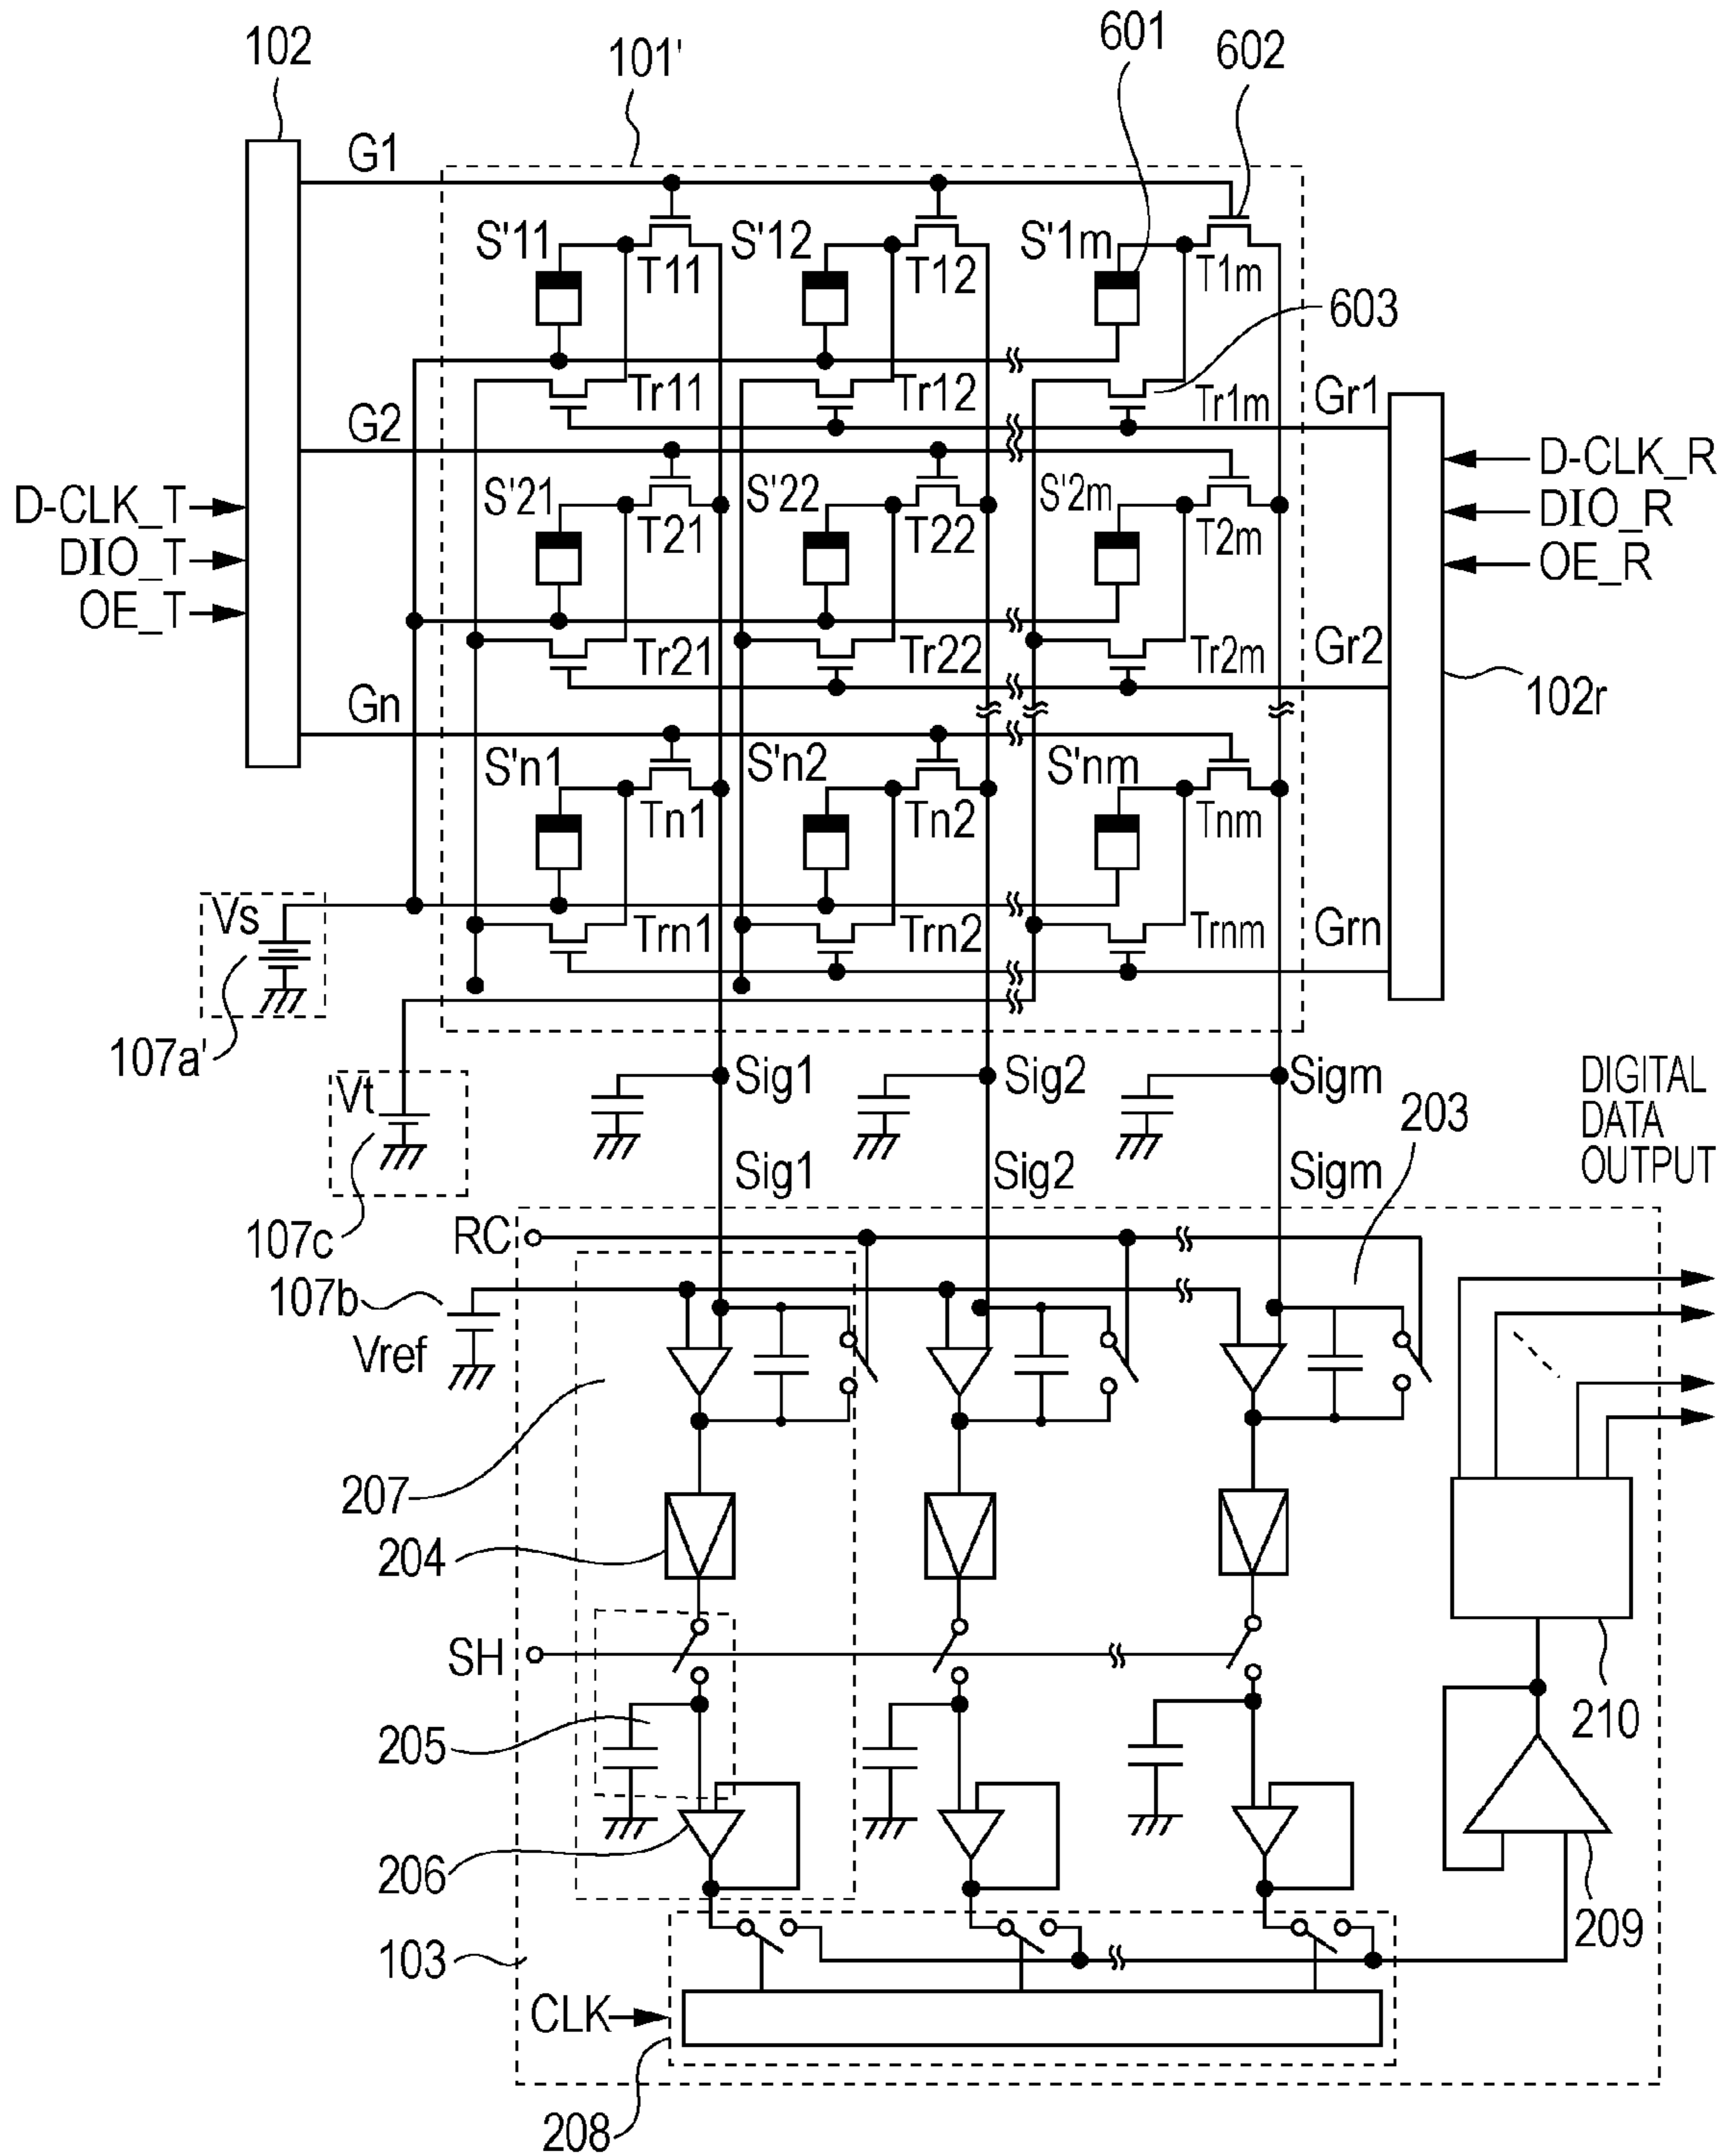 102
101'
601
602
G1
S'11
T11
S'12
T12
S'1m
T1m
603
Tr11
Tr12
Tr1m
Gr1
G2
D-CLK_R
DIO_R
OE_R
D-CLK_T
DIO_T
OE_T
S'21
T21
S'22
T22
S'2m
T2m
Tr21
Tr22
Tr2m
Gr2
102r
Gn
S'n1
Tn1
S'n2
Tn2
S'nm
Tnm
Vs
Trn1
Trn2
Trnm
Grn
107a'
Vt
107c
Sig1
Sig2
Sigm
Sig1
Sig2
Sigm
203
DIGITAL
DATA
OUTPUT
RC
107b
Vref
207
204
SH
205
206
210
209
103
CLK
208